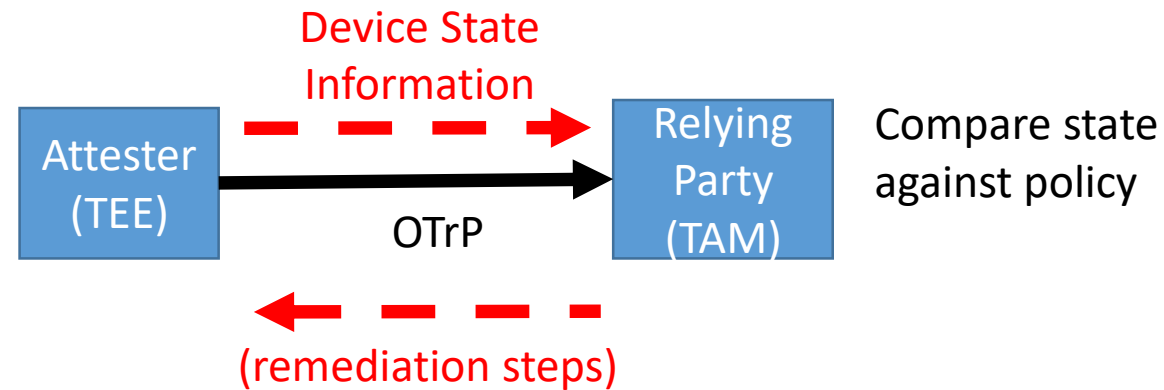 Device State
Information
Attester
(TEE)
Relying
Party
(TAM)
Compare state
against policy
OTrP
(remediation steps)